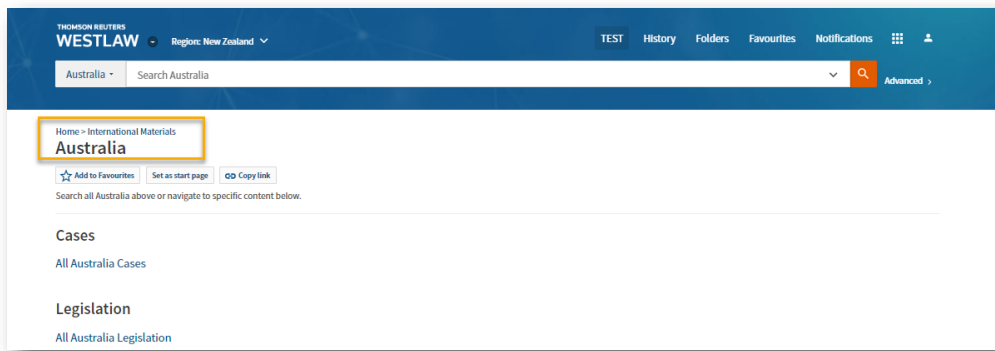 THOMSON REUTERS
WESTLAW Region: New Zealand TEST History Folders Favourites Notifications
Australia Search Australia Advanced >
Home > International Materials
Australia
Add to Favourites Set as start page Copy link
Search all Australia above or navigate to specific content below.
Cases
All Australia Cases
Legislation
All Australia Legislation